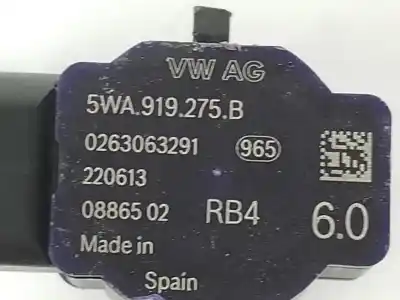 VW AG
5WA.919.275.B
0263063291 965
220613
08865 02 RB4 6.0
Made in
Spain